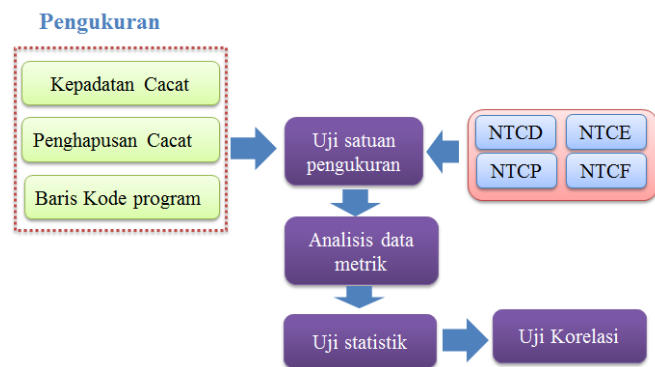 Pengukuran
Kepadatan Cacat
Penghapusan Cacat
Baris Kode program
Uji satuan
pengukuran
NTCD
NTCE
NTCP
NTCF
Analisis data
metrik
Uji statistik
Uji Korelasi